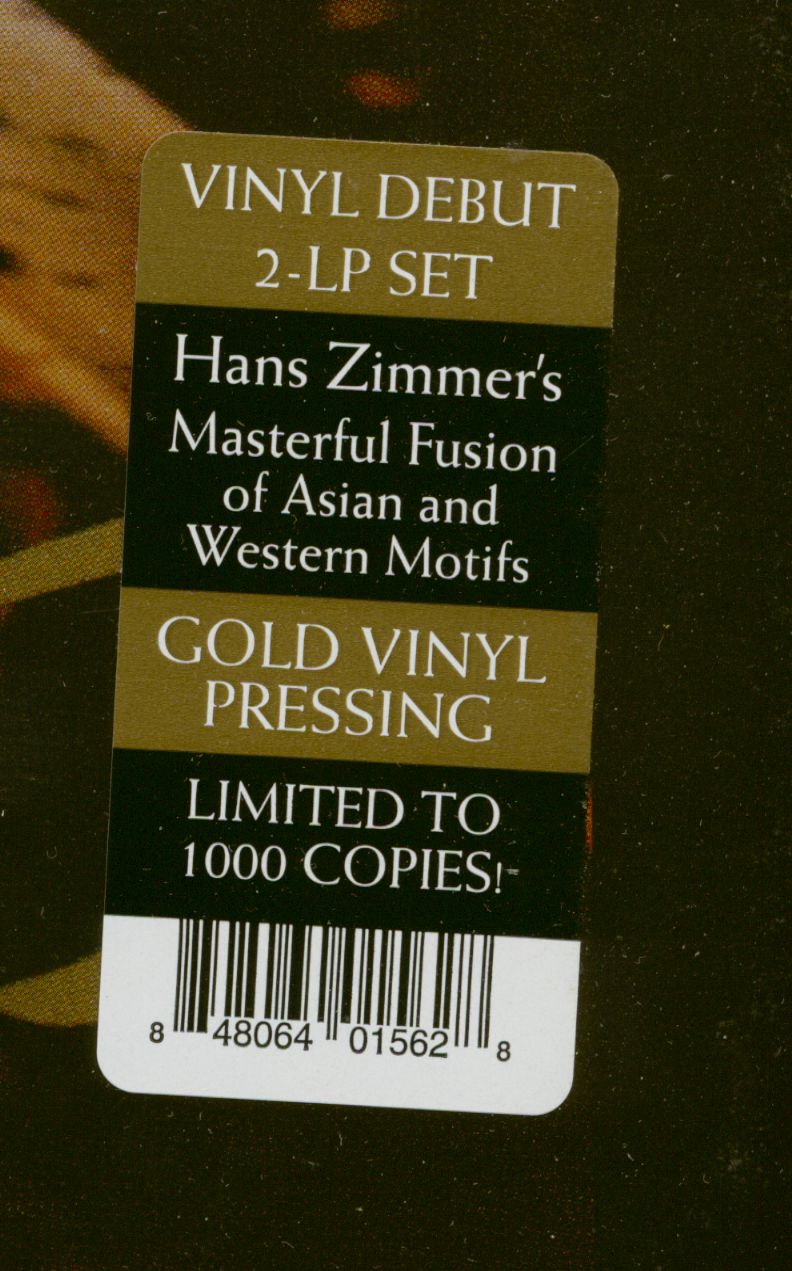 VINYL DEBUT
2-LP SET
Hans Zimmer's
Masterful Fusion
of Asian and
Western Motifs
GOLD VINYL
PRESSING
LIMITED TO
1000 COPIES!
8 48064 01562 8